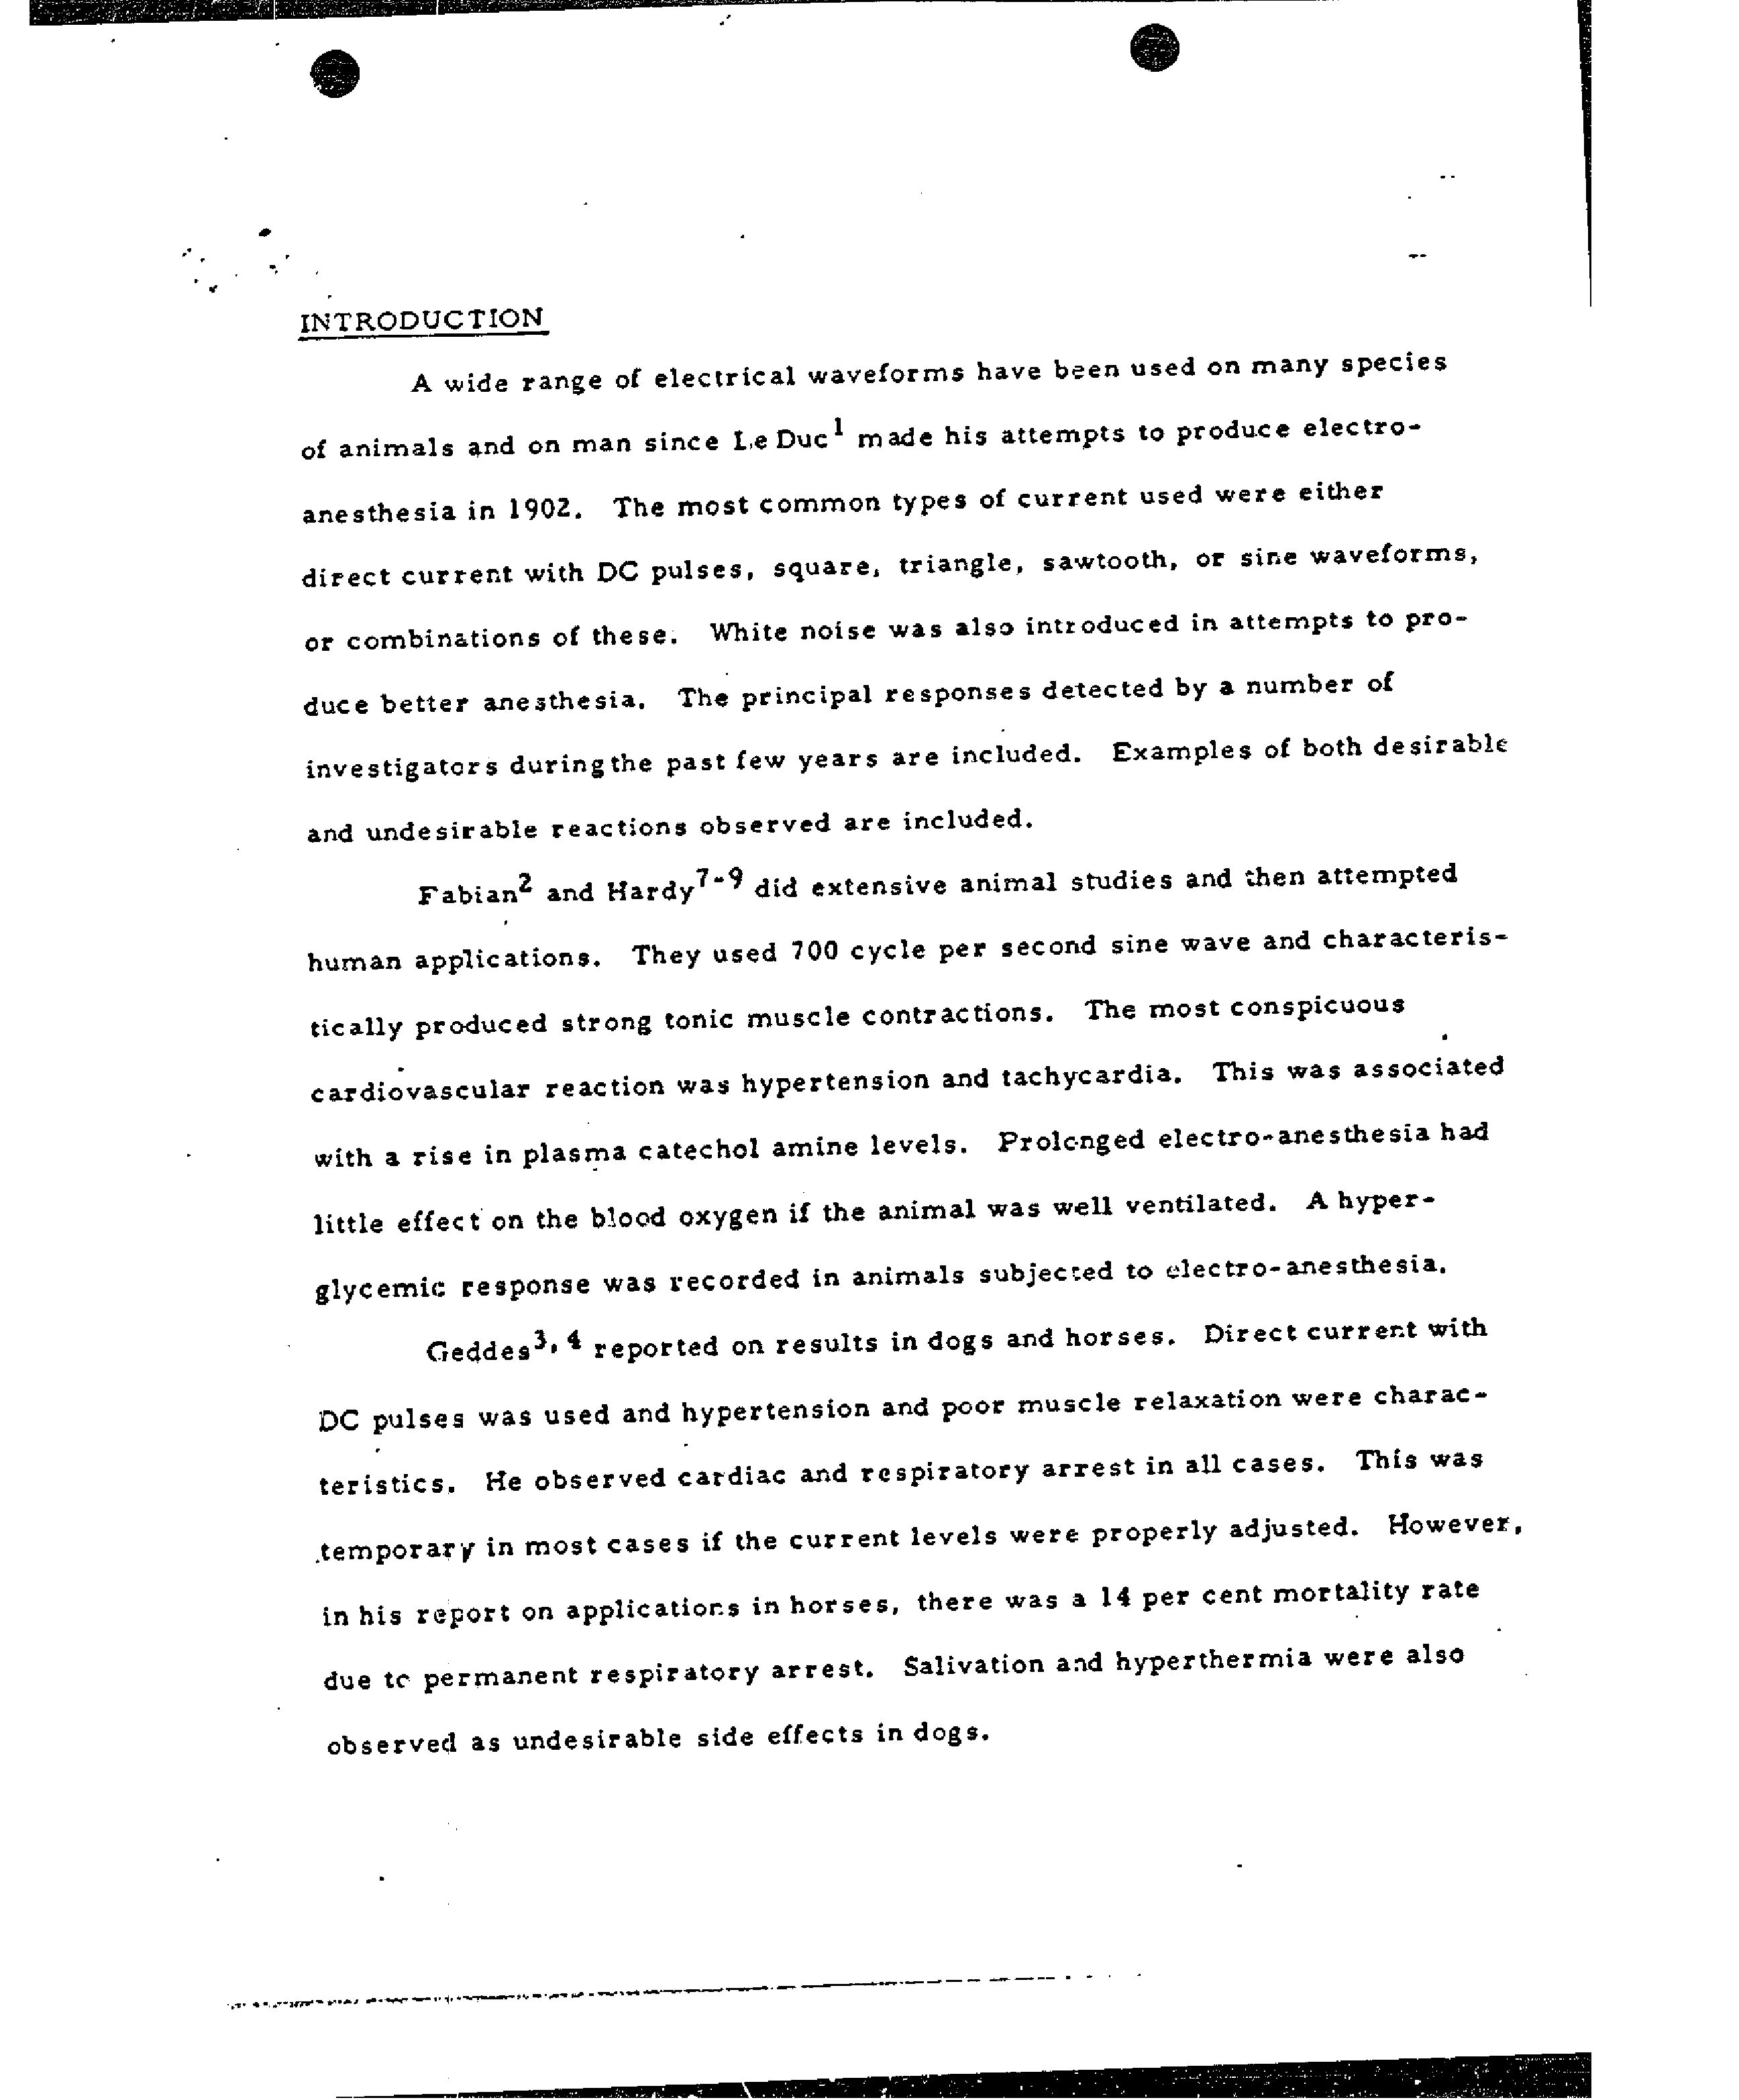 INTRODUCTION
A wide range of electrical waveforms have been used on many species
of animals and on man since Le Duc1 made his attempts to produce electro-
anesthesia in 1902. The most common types of current used were either
direct current with DC pulses, square, triangle, sawtooth, or sine waveforms,
or combinations of these. White noise was also introduced in attempts to pro-
duce better anesthesia. The principal responses detected by a number of
investigators during the past few years are included. Examples of both desirable
and undesirable reactions observed are included.
Fabian2 and Hardy7-9 did extensive animal studies and then attempted
human applications. They used 700 cycle per second sine wave and characteris-
tically produced strong tonic muscle contractions. The most conspicuous
cardiovascular reaction was hypertension and tachycardia. This was associated
with a rise in plasma catechol amine levels. Prolonged electro-anesthesia had
little effect on the blood oxygen if the animal was well ventilated. A hyper-
glycemic response was recorded in animals subjected to electro-anesthesia.
Geddes3, 4 reported on results in dogs and horses. Direct current with
DC pulses was used and hypertension and poor muscle relaxation were charac-
teristics. He observed cardiac and respiratory arrest in all cases. This was
temporary in most cases if the current levels were properly adjusted. However,
in his report on applications in horses, there was a 14 per cent mortality rate
due to permanent respiratory arrest. Salivation and hyperthermia were also
observed as undesirable side effects in dogs.